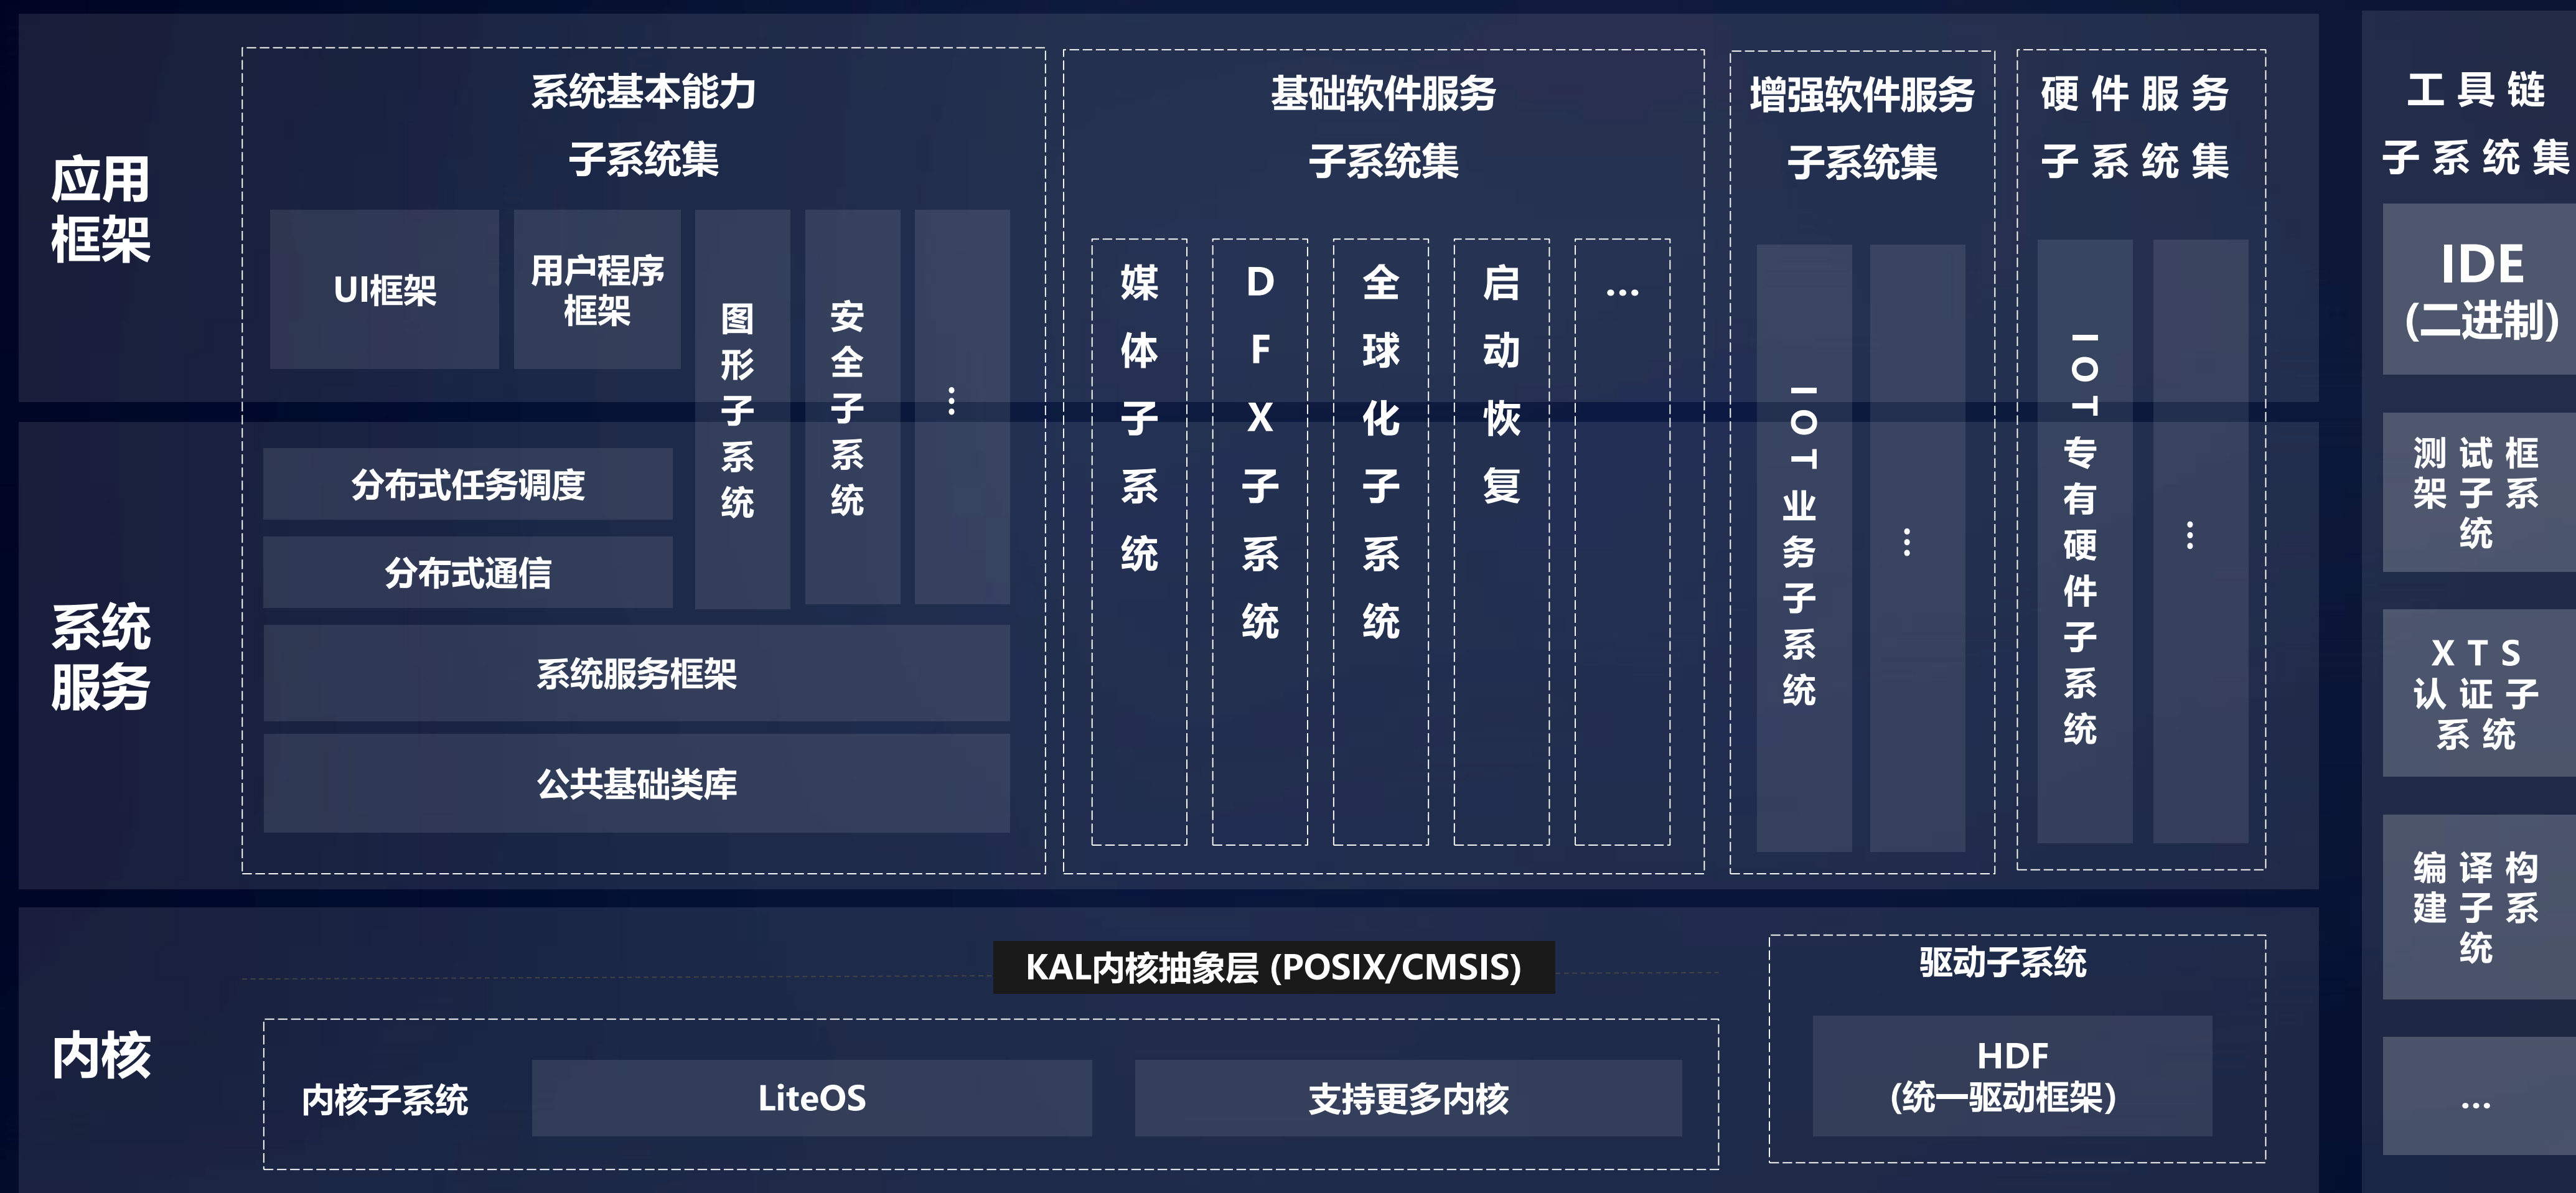 应用
框架
系统基本能力
子系统集
UI框架
用户程序
框架
图形子系统
安全子系统
...
基础软件服务
子系统集
媒体子系统
DFX子系统
全球化子系统
启动恢复
...
增强软件服务
子系统集
IOT业务子系统
...
硬件服务
子系统集
IOT专有硬件子系统
...
系统
服务
分布式任务调度
分布式通信
系统服务框架
公共基础类库
内核
KAL内核抽象层 (POSIX/CMSIS)
内核子系统
LiteOS
支持更多内核
驱动子系统
HDF
(统一驱动框架)
工具链
子系统集
IDE
(二进制)
测试框
架子系
统
XTS
认证子
系统
编译构
建子系
统
...